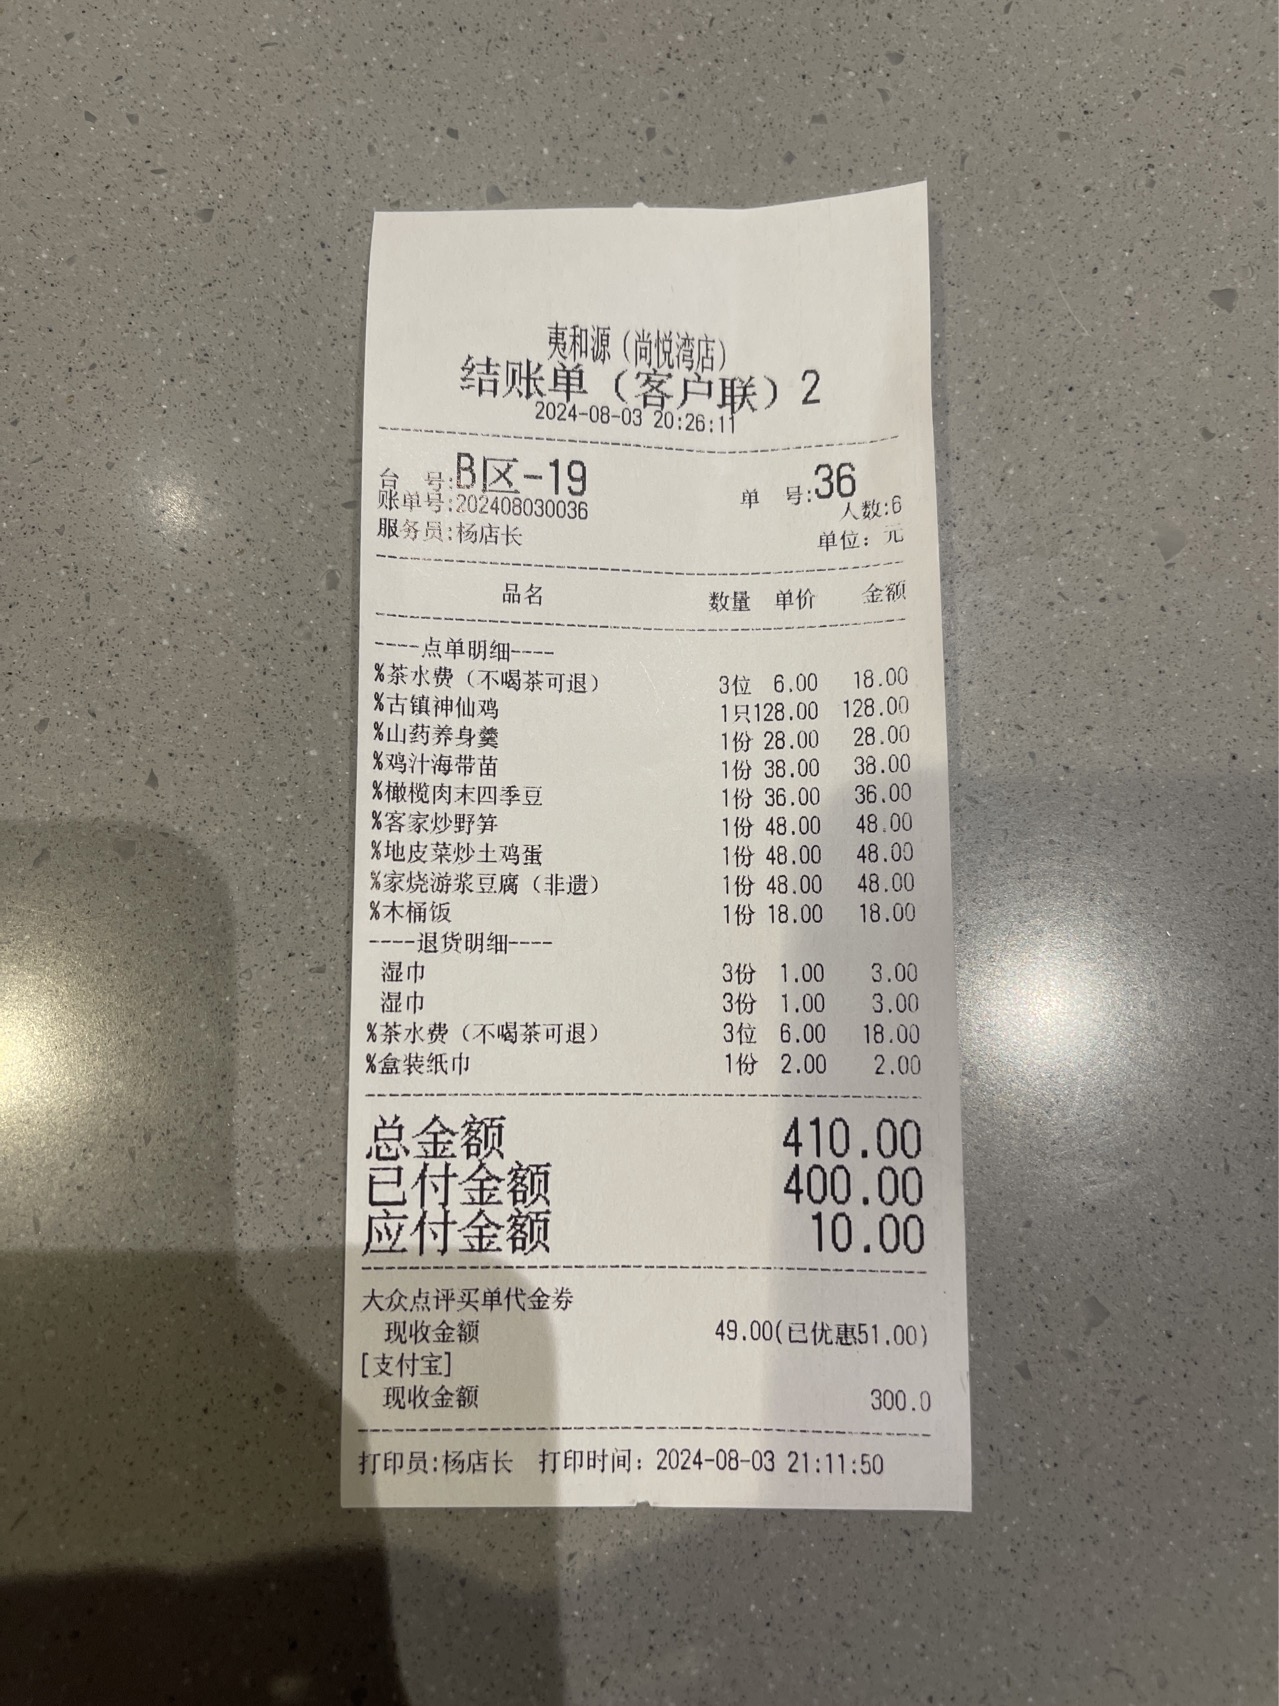 夷和源（尚悦湾店）
结账单（客户联）2
2024-08-03 20:26:11
台 号:B区-19 单 号:36
账单号:202408030036 人数:6
服务员:杨店长 单位: 元
品名 数量 单价 金额
----点单明细----
%茶水费（不喝茶可退） 3位 6.00 18.00
%古镇神仙鸡 1只128.00 128.00
%山药养身羹 1份 28.00 28.00
%鸡汁海带苗 1份 38.00 38.00
%橄榄肉末四季豆 1份 36.00 36.00
%客家炒野笋 1份 48.00 48.00
%地皮菜炒土鸡蛋 1份 48.00 48.00
%家烧游浆豆腐（非遗） 1份 48.00 48.00
%木桶饭 1份 18.00 18.00
----退货明细----
湿巾 3份 1.00 3.00
湿巾 3份 1.00 3.00
%茶水费（不喝茶可退） 3位 6.00 18.00
%盒装纸巾 1份 2.00 2.00
总金额 410.00
已付金额 400.00
应付金额 10.00
大众点评买单代金券
现收金额 49.00(已优惠51.00)
[支付宝]
现收金额 300.0
打印员:杨店长 打印时间: 2024-08-03 21:11:50